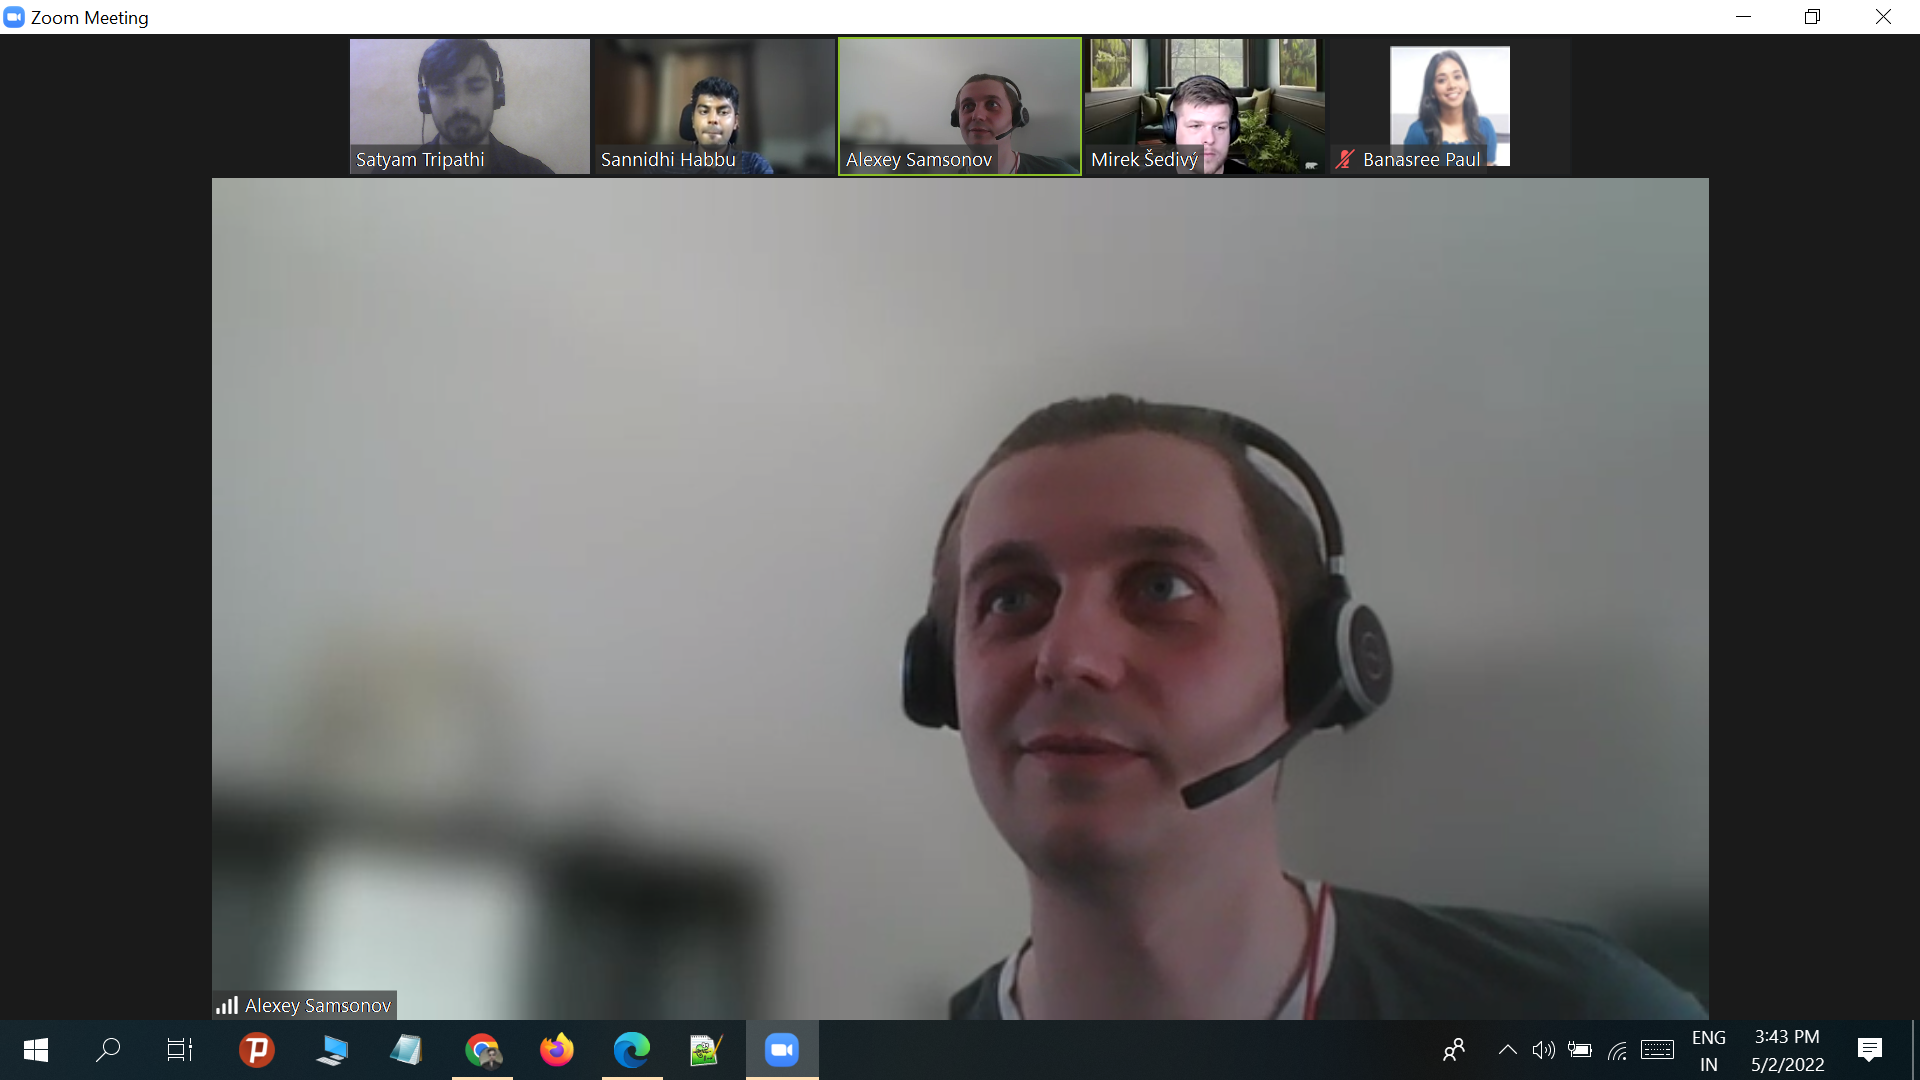 Zoom Meeting
Satyam Tripathi
Sannidhi Habbu
Alexey Samsonov
Mirek Šedivý
Banasree Paul
Alexey Samsonov
ENG
IN
3:43 PM
5/2/2022